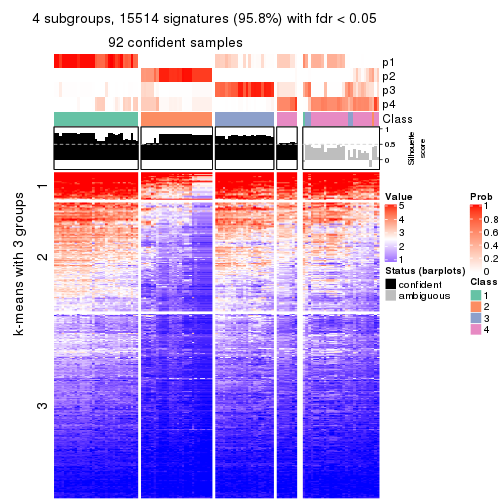 4 subgroups, 15514 signatures (95.8%) with fdr < 0.05
92 confident samples
p1
p2
p3
p4
Class
1
0.5
0
Silhouette
score
k-means with 3 groups
1
2
3
Value
5
4
3
2
1
Status (barplots)
confident
ambiguous
Prob
1
0.8
0.6
0.4
0.2
0
Class
1
2
3
4